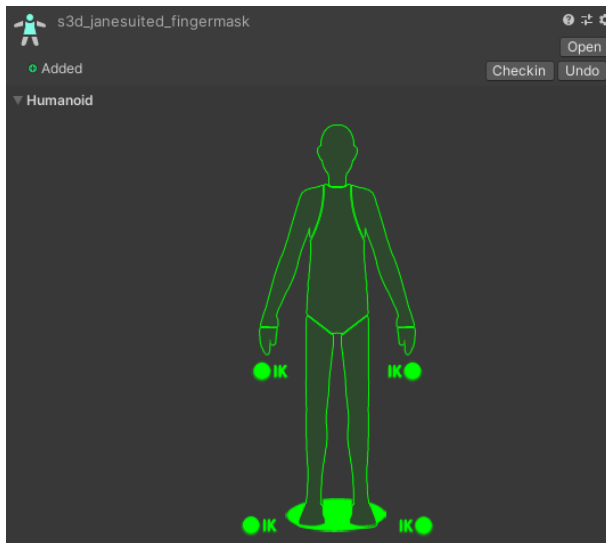 s3d_janesuited_fingermask
Open
Added
Checkin Undo
Humanoid
IK IK
IK IK